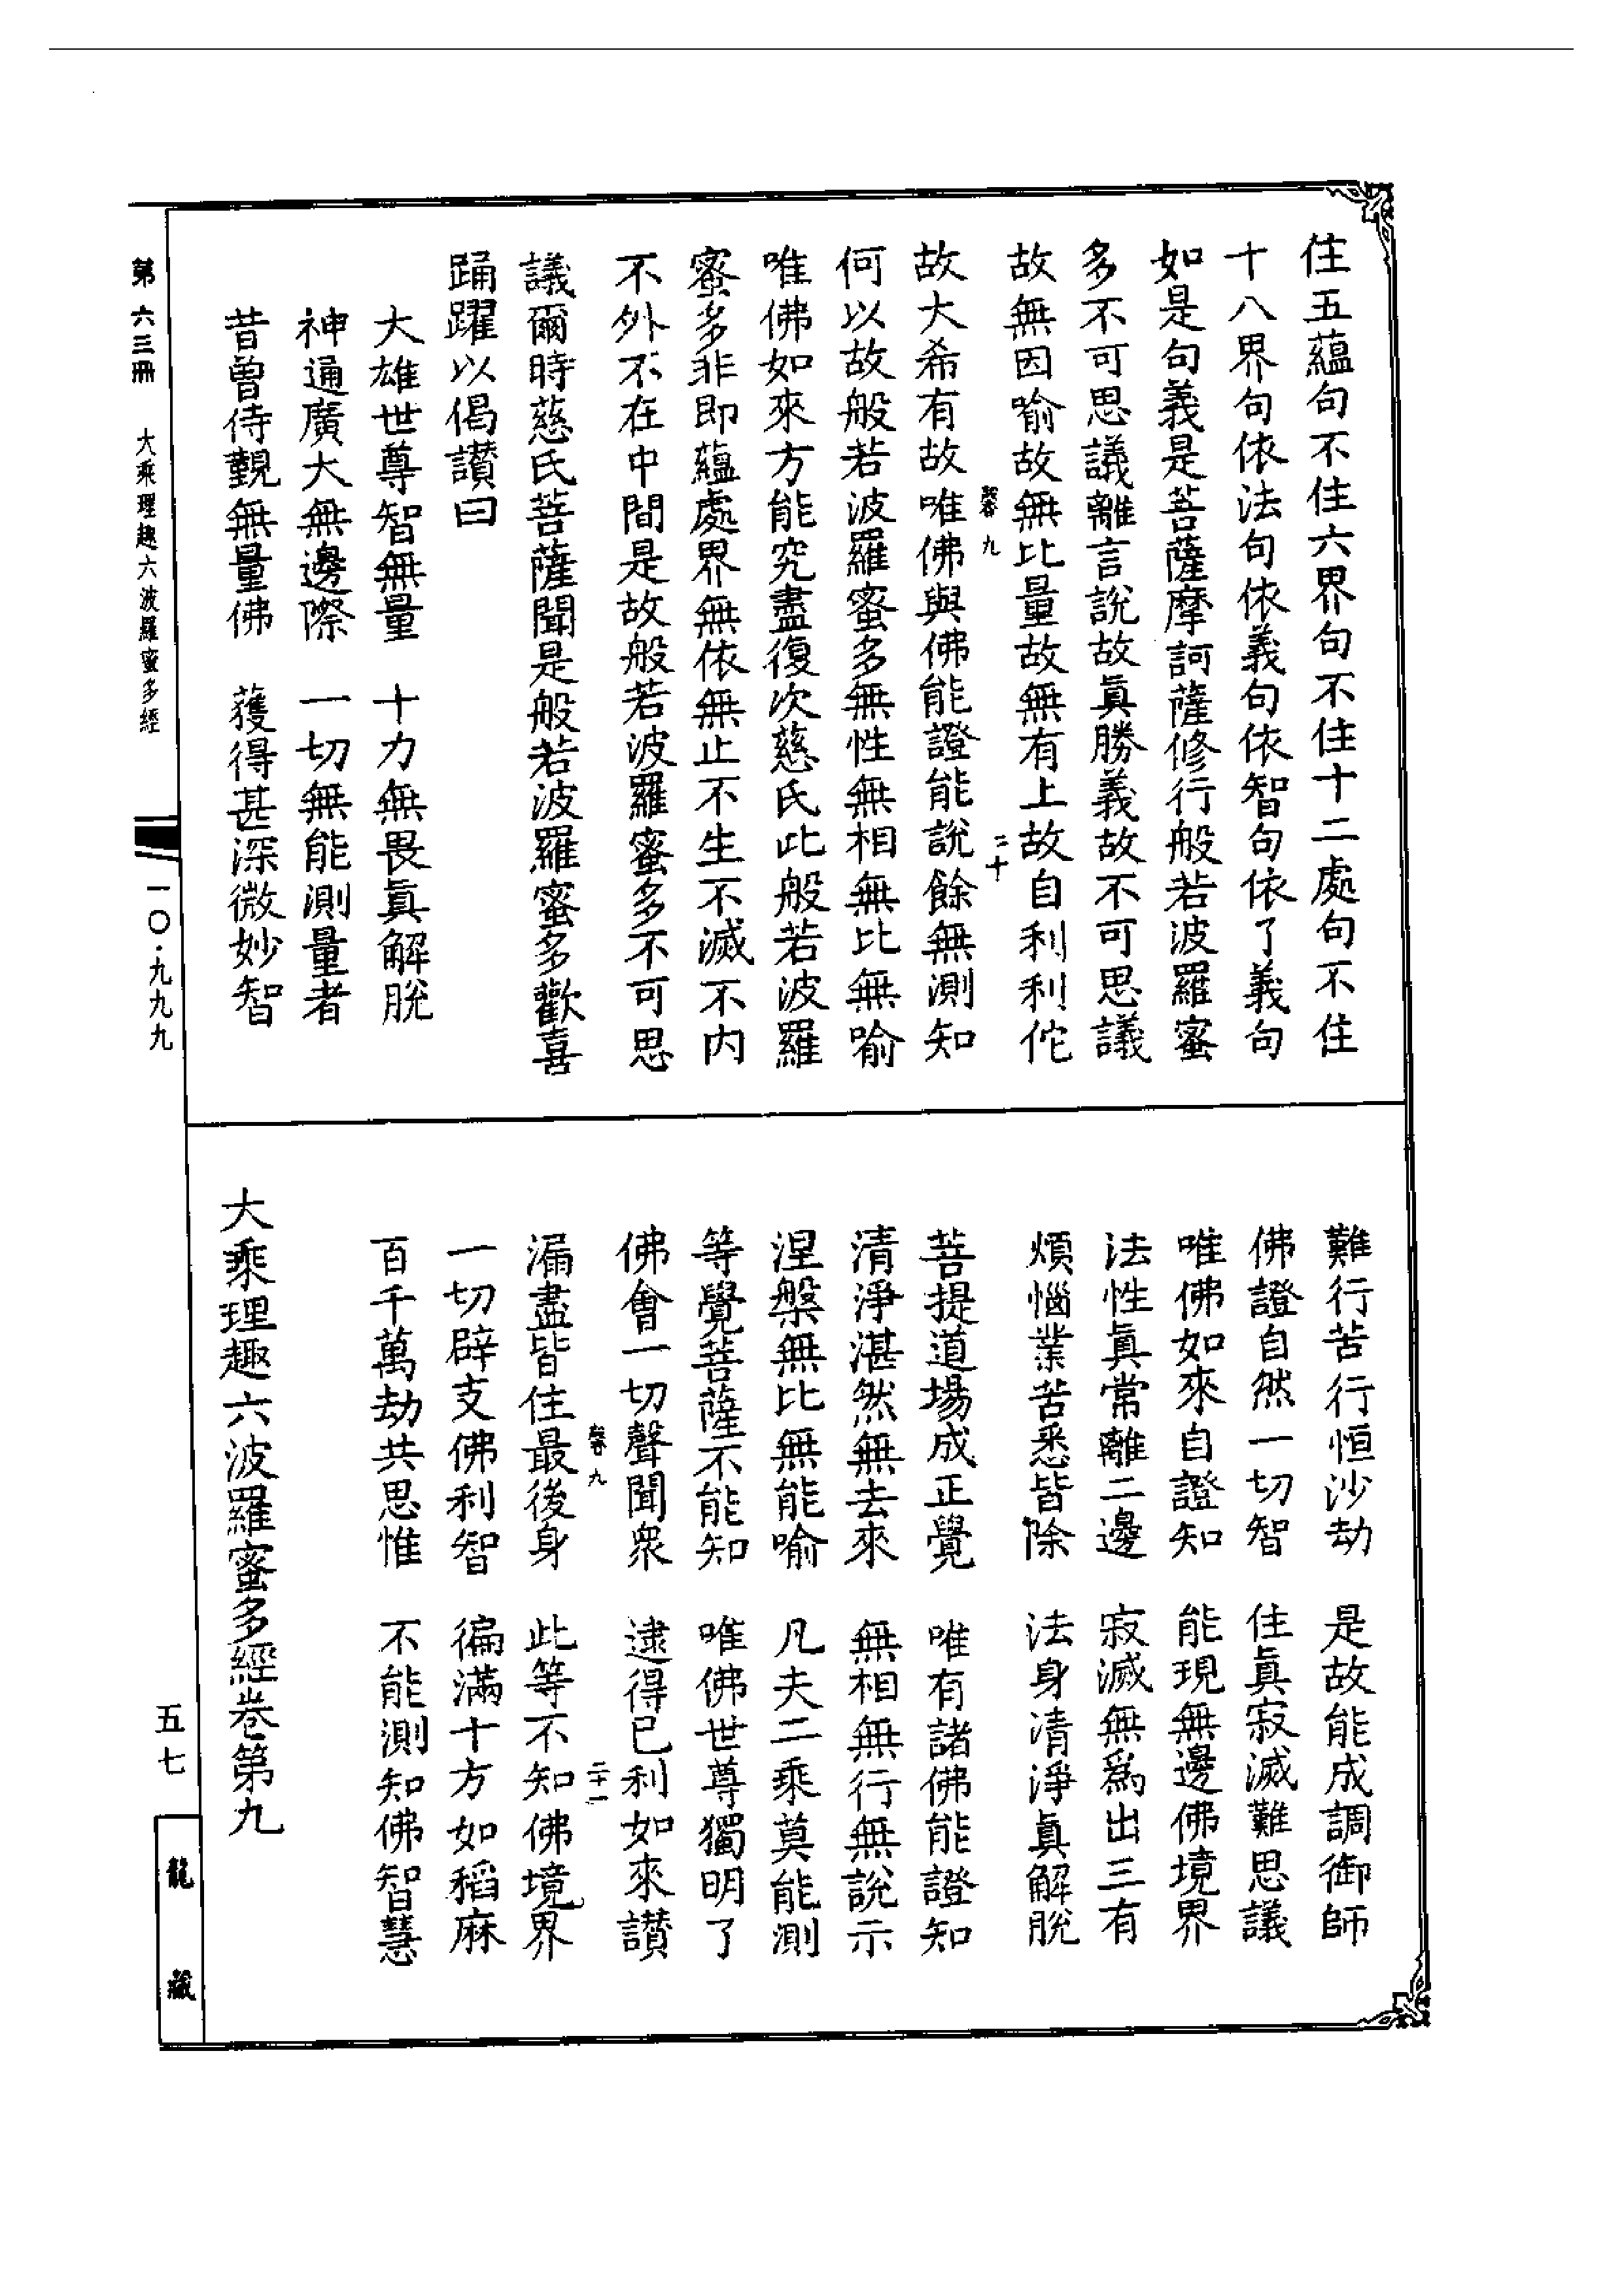 住五蘊句不住六界句不住十二處句不住
十八界句依法句依義句依智句依了義句
如是句義是菩薩摩訶薩修行般若波羅蜜
多不可思議離言說故眞勝義故不可思議
故無因喻故無比量故無有上故自利利佗
九
二十
故大希有故唯佛與佛能證能說餘無測知
何以故般若波羅蜜多無性無相無比無喻
唯佛如來方能究盡復次慈氏此般若波羅
蜜多非即蘊處界無依無止不生不滅不內
不外不在中間是故般若波羅蜜多不可思
議爾時慈氏菩薩聞是般若波羅蜜多歡喜
踊躍以偈讃曰
大雄世尊智無量 十力無畏眞解脫
神通廣大無邊際 一切無能測量者
昔曾侍覲無量佛 獲得甚深微妙智
難行苦行恒沙劫 是故能成調御師
佛證自然一切智 住眞寂滅難思議
唯佛如來自證知 能現無邊佛境界
法性眞常離二邊 寂滅無爲出三有
煩惱業苦悉皆除 法身清淨眞解脫
菩提道場成正覺 唯有諸佛能證知
清淨湛然無去來 無相無行無說示
涅槃無比無能喻 凡夫二乘莫能測
等覺菩薩不能知 唯佛世尊獨明了
佛會一切聲聞衆 逮得已利如來讃
九
二十一
漏盡皆住最後身 此等不知佛境界
一切辟支佛利智 徧滿十方如稻麻
百千萬劫共思惟 不能測知佛智慧
大乘理趣六波羅蜜多經卷第九
第六三冊 大乘理趣六波羅蜜多經
一〇·九九九
五七
龍藏